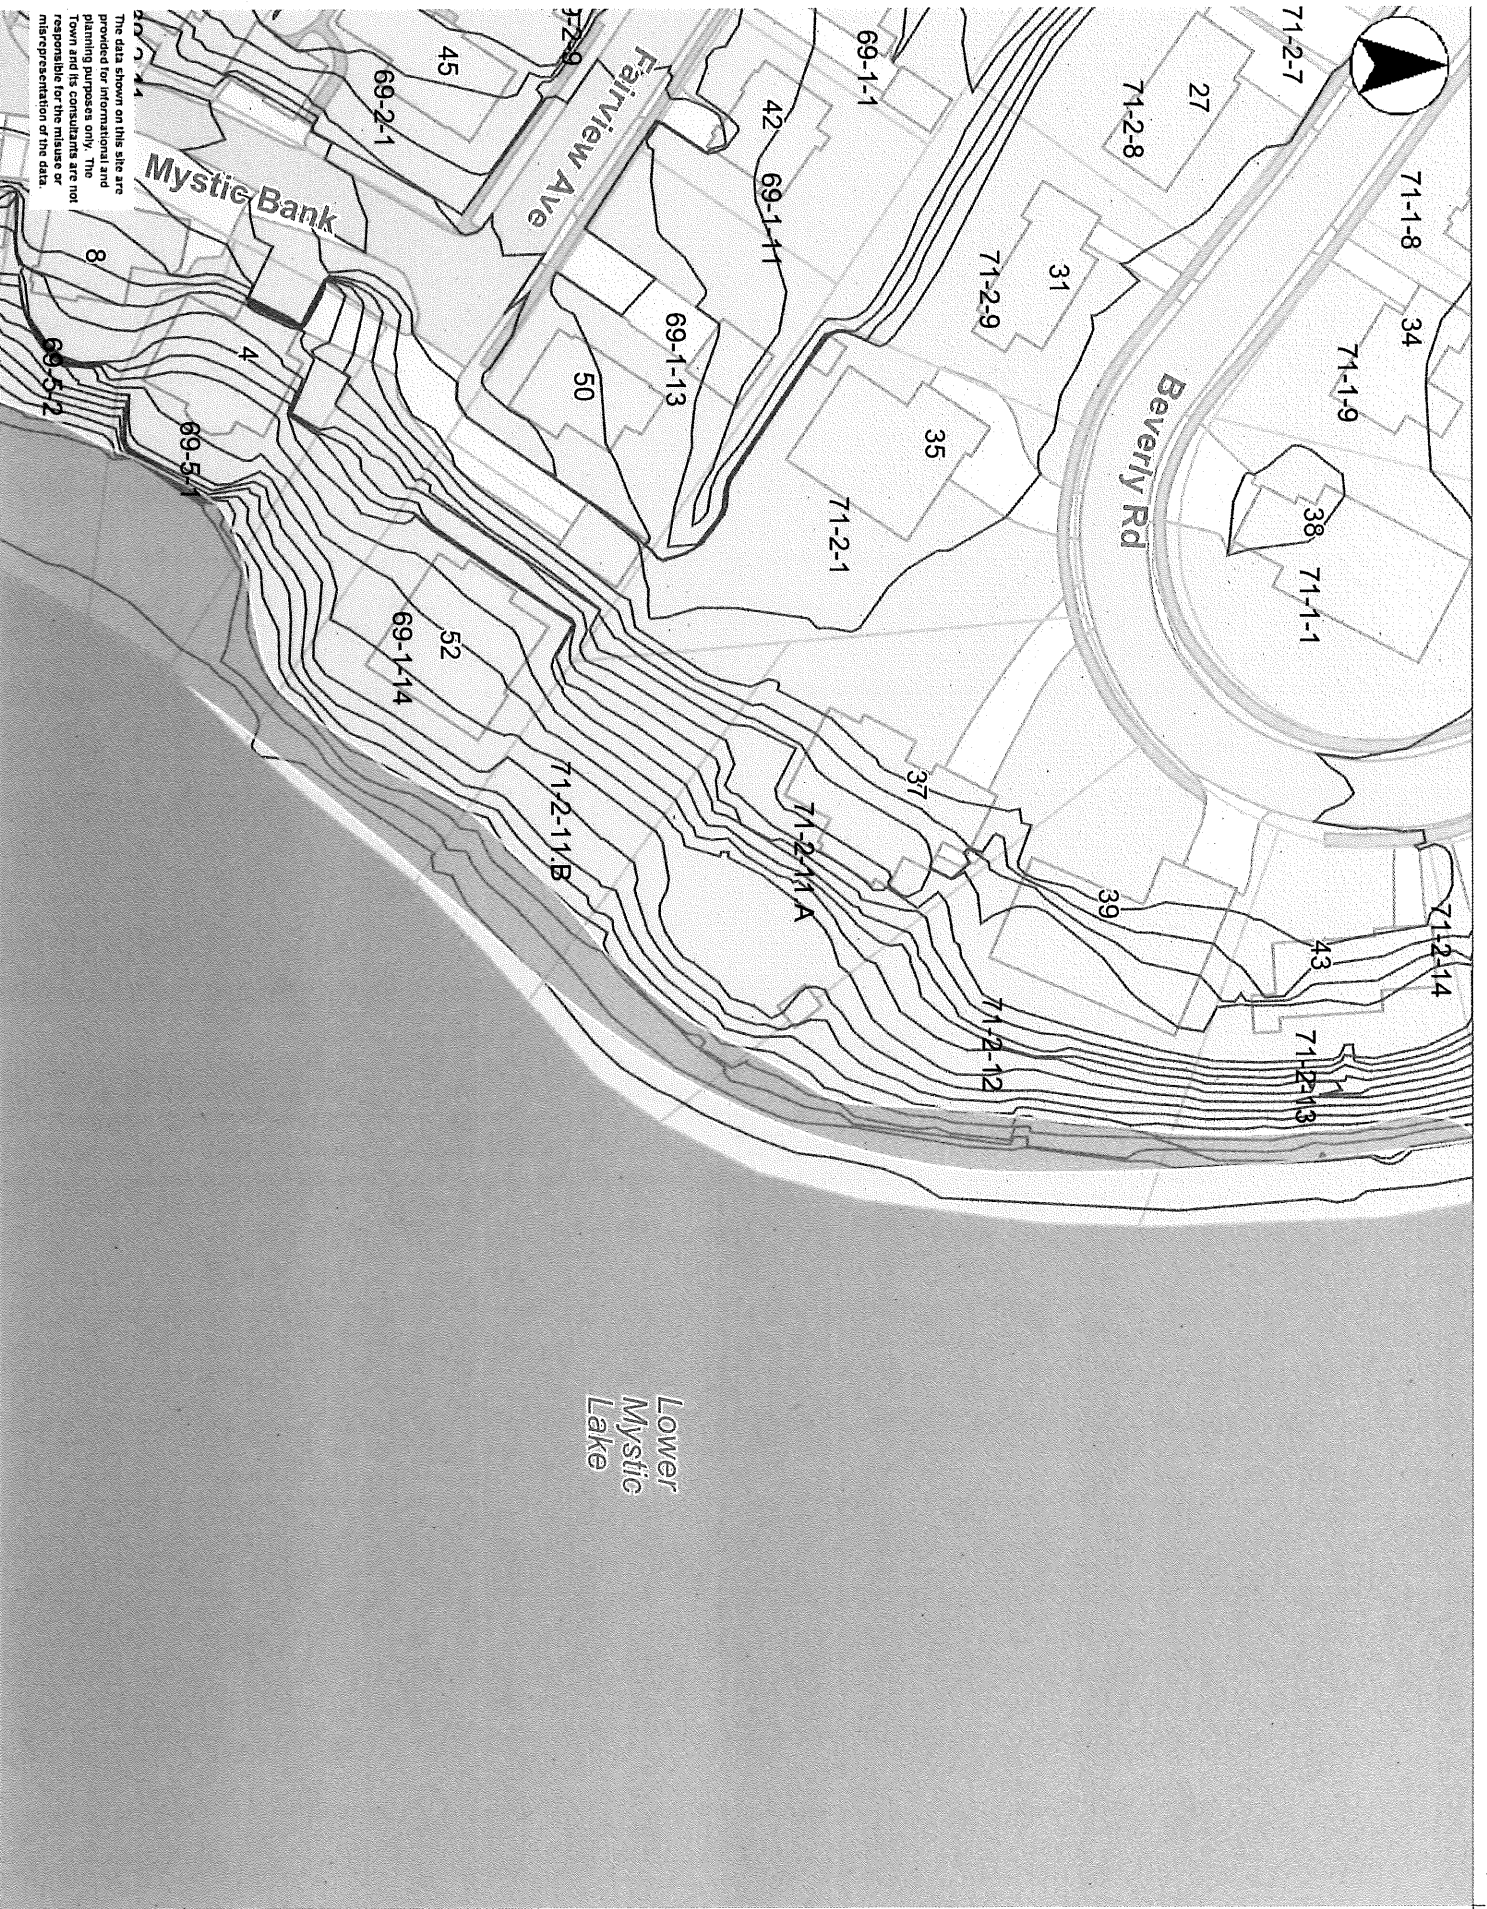 71-2-7
71-1-8
34
71-1-9
38
71-1-1
71-2-14
43
71-2-13
27
71-2-8
Beverly Rd
31
71-2-9
39
71-2-12
69-1-1
35
71-2-1
37
71-2-11.A
42
69-1-11
Fairview Ave
69-1-13
50
71-2-11.B
Lower
Mystic
Lake
45
69-2-1
52
69-1-14
Mystic Bank
4
69-5-1
8
69-5-2
The data shown on this site are
provided for informational and
planning purposes only. The
Town and its consultants are not
responsible for the misuse or
misrepresentation of the data.